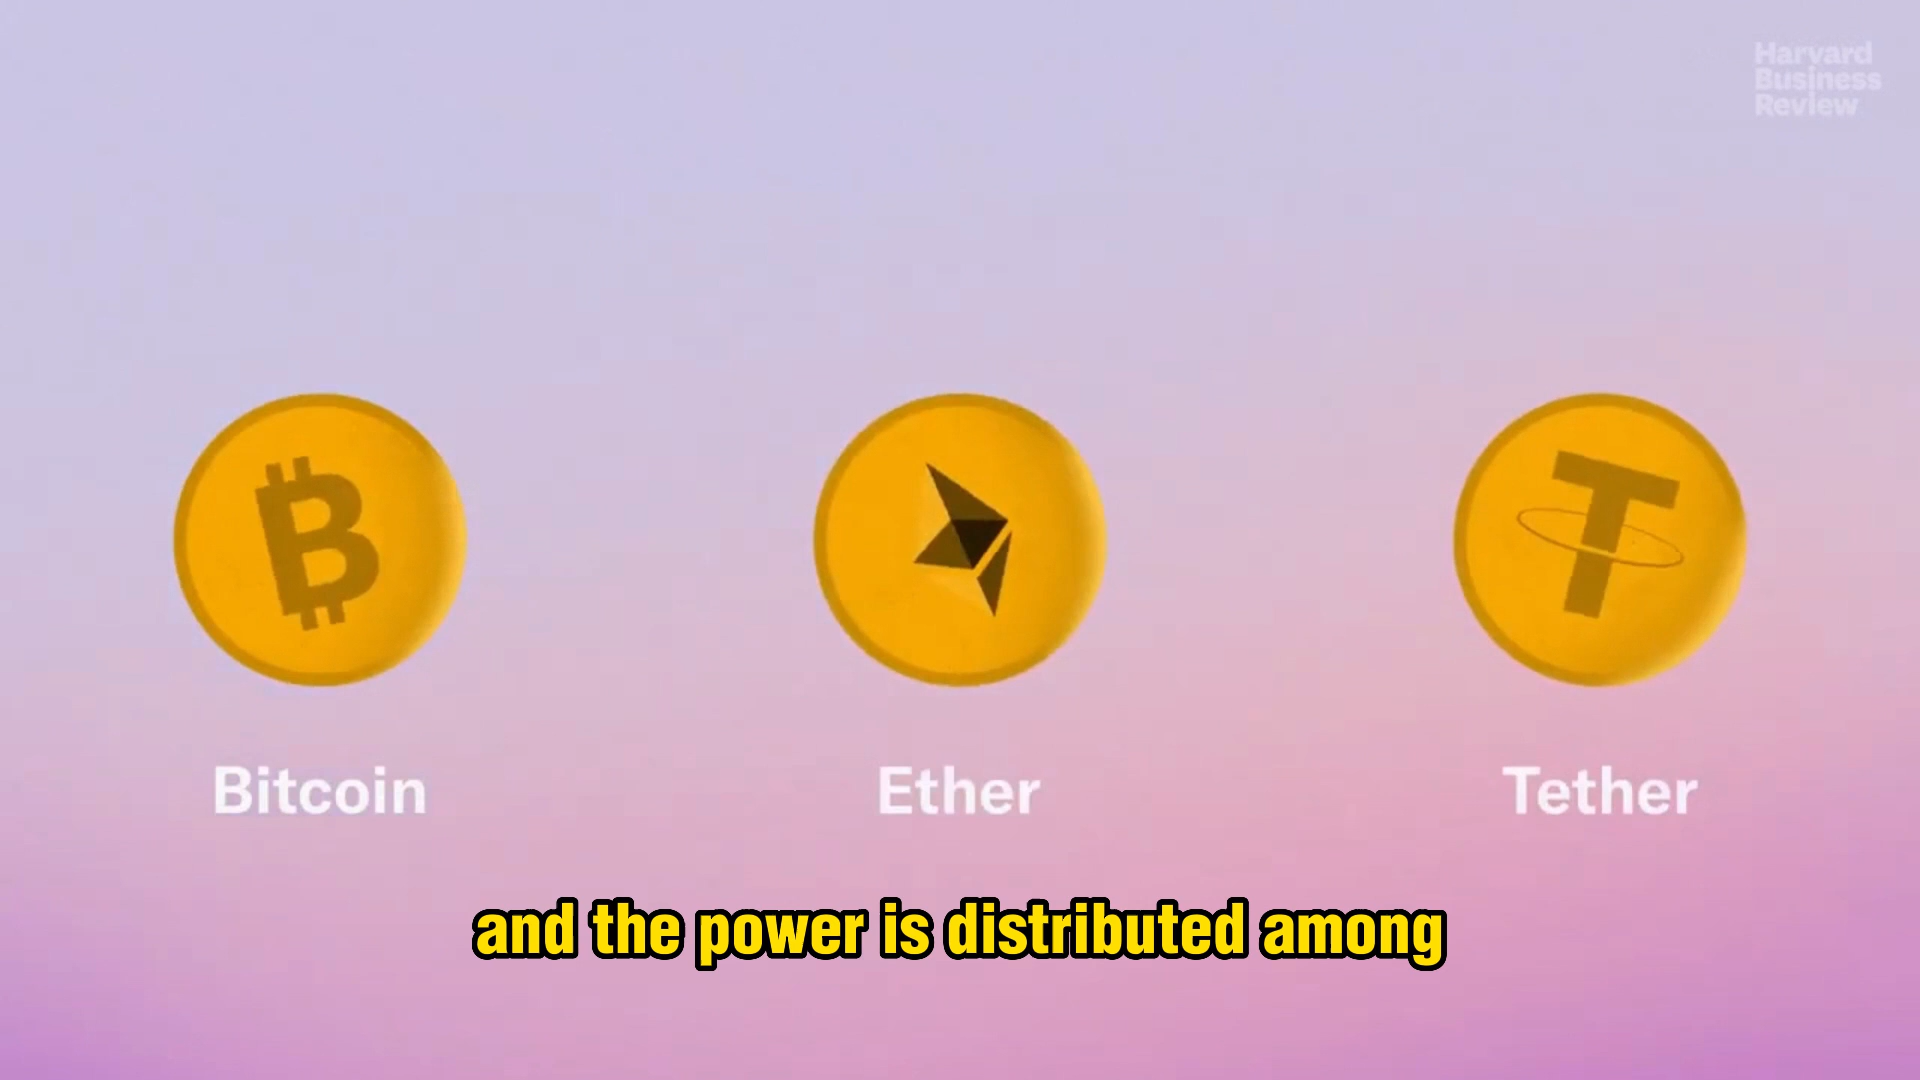 Harvard
Business
Review
Bitcoin
Ether
Tether
and the power is distributed among